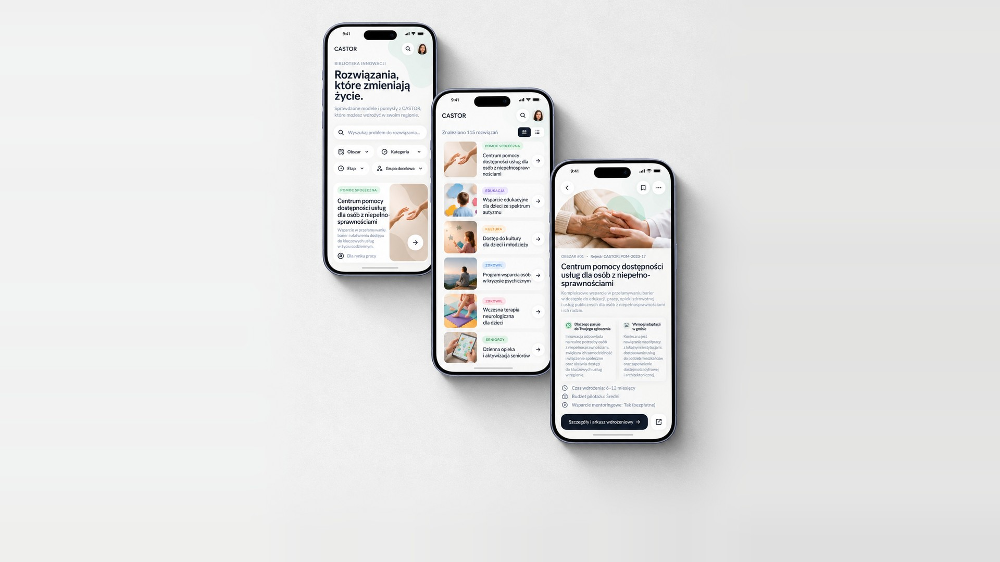 9:41
CASTOR
BIBLIOTEKA INNOWACJI
Rozwiązania,
które zmieniają
życie.
Sprawdzone modele i pomysły z CASTOR,
które możesz wdrożyć w swoim regionie.
Wyszukaj problem do rozwiązania...
Obszar
Kategoria
Etap
Grupa docelowa
POMOC SPOŁECZNA
Centrum pomocy
dostępności usług
dla osób z niepełno-
sprawnościami
Wsparcie w przełamywaniu
barier i ułatwieniu dostępu
do kluczowych usług
w życiu codziennym.
Dla rynku pracy
9:41
CASTOR
Znaleziono 115 rozwiązań
POMOC SPOŁECZNA
Centrum pomocy
dostępności usług dla
osób z niepełnospraw-
nościami
EDUKACJA
Wsparcie edukacyjne
dla dzieci ze spektrum
autyzmu
KULTURA
Dostęp do kultury
dla dzieci i młodzieży
ZDROWIE
Program wsparcia osób
w kryzysie psychicznym
ZDROWIE
Wczesna terapia
neurologiczna
dla dzieci
SENIORZY
Dzienna opieka
i aktywizacja seniorów
9:41
OBSZAR #01 • Rejestr CASTOR: POM-2023-17
Centrum pomocy dostępności
usług dla osób z niepełno-
sprawnościami
Kompleksowe wsparcie w przełamywaniu barier
w dostępie do edukacji, pracy, opieki zdrowotnej
i usług publicznych dla osób z niepełnosprawnościami
i ich rodzin.
Dlaczego pasuje
do Twojego zgłoszenia
Innowacja odpowiada
na realne potrzeby osób
z niepełnosprawnościami,
zwiększa ich samodzielność
i włączenie społeczne
oraz ułatwia dostęp
do kluczowych usług
w regionie.
Wymogi adaptacji
w gminie
Konieczna jest
nawiązanie współpracy
z lokalnymi instytucjami,
dostosowanie usług
do potrzeb mieszkańców
oraz zapewnienie
dostępności cyfrowej
i architektonicznej.
Czas wdrożenia: 6–12 miesięcy
Budżet pilotażu: Średni
Wsparcie mentoringowe: Tak (bezpłatne)
Szczegóły i arkusz wdrożeniowy →